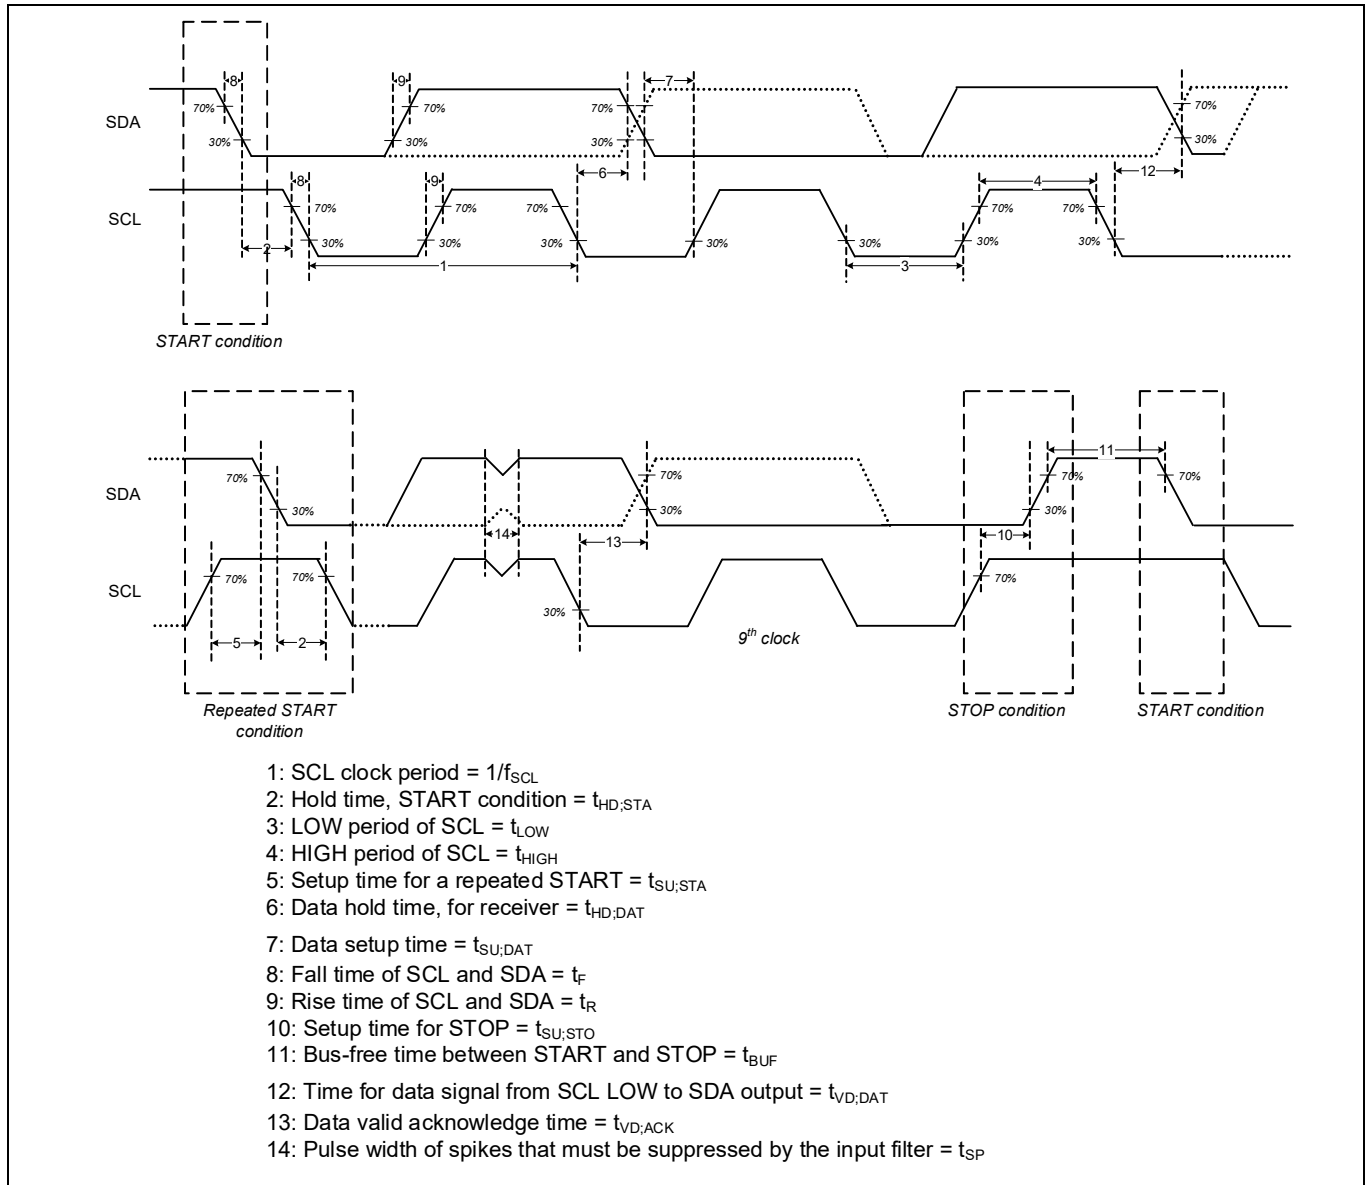 8
9
7
70%
70%
70%
70%
SDA
30%
30%
30%
30%
8
9
6
4
12
70%
70%
70%
70%
70%
SCL
30%
30%
30%
30%
30%
30%
30%
2
1
3
START condition
11
70%
70%
70%
70%
SDA
30%
30%
30%
14
13
10
70%
70%
70%
SCL
30%
5
2
9th clock
Repeated START
condition
STOP condition
START condition
1: SCL clock period = 1/fSCL
2: Hold time, START condition = tHD;STA
3: LOW period of SCL = tLOW
4: HIGH period of SCL = tHIGH
5: Setup time for a repeated START = tSU;STA
6: Data hold time, for receiver = tHD;DAT
7: Data setup time = tSU;DAT
8: Fall time of SCL and SDA = tF
9: Rise time of SCL and SDA = tR
10: Setup time for STOP = tSU;STO
11: Bus-free time between START and STOP = tBUF
12: Time for data signal from SCL LOW to SDA output = tVD;DAT
13: Data valid acknowledge time = tVD;ACK
14: Pulse width of spikes that must be suppressed by the input filter = tSP